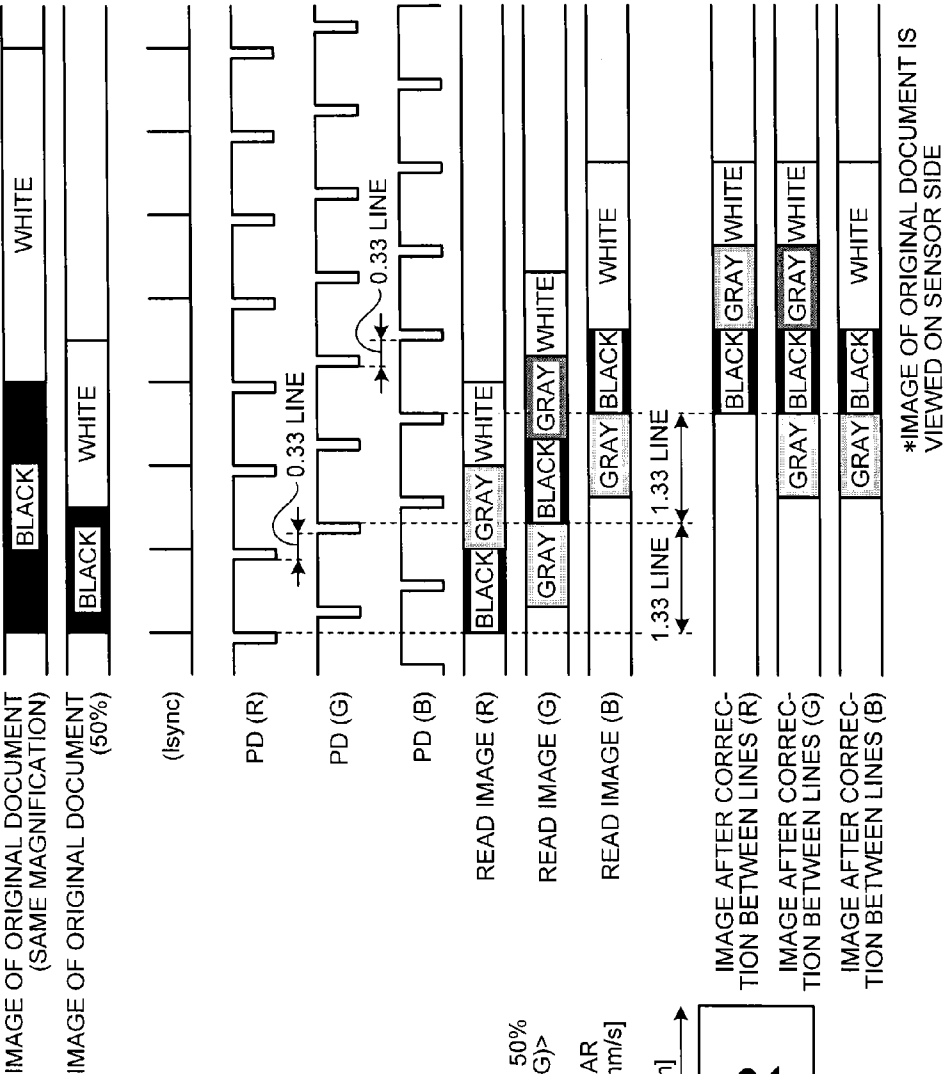 IMAGE OF ORIGINAL DOCUMENT
(SAME MAGNIFICATION)
BLACK
WHITE
IMAGE OF ORIGINAL DOCUMENT
(50%)
BLACK
WHITE
(lsync)
PD (R)
0.33 LINE
PD (G)
0.33 LINE
PD (B)
READ IMAGE (R)
BLACK
GRAY
WHITE
READ IMAGE (G)
GRAY
BLACK
GRAY
WHITE
READ IMAGE (B)
GRAY
BLACK
WHITE
1.33 LINE
1.33 LINE
IMAGE AFTER CORREC-
TION BETWEEN LINES (R)
BLACK
GRAY
WHITE
IMAGE AFTER CORREC-
TION BETWEEN LINES (G)
GRAY
BLACK
GRAY
WHITE
IMAGE AFTER CORREC-
TION BETWEEN LINES (B)
GRAY
BLACK
WHITE
*IMAGE OF ORIGINAL DOCUMENT IS
VIEWED ON SENSOR SIDE
50%
G)>
AR